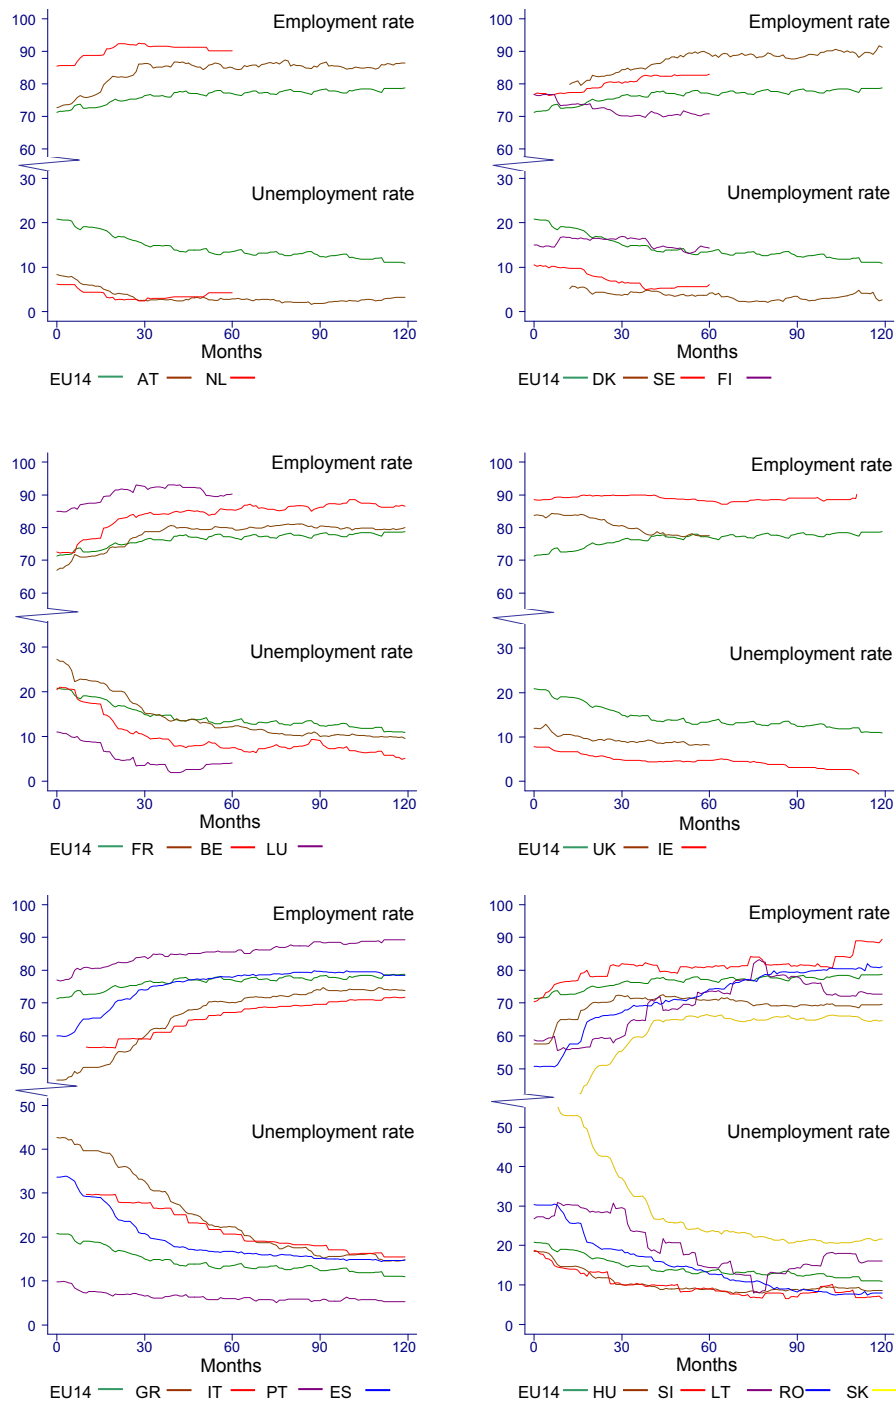 Employment rate
100
90
80
70
60
Unemployment rate
30
20
10
0
0 30 60 90 120
Months
EU14 AT NL
Employment rate
100
90
80
70
60
Unemployment rate
30
20
10
0
0 30 60 90 120
Months
EU14 DK SE FI
Employment rate
100
90
80
70
60
Unemployment rate
30
20
10
0
0 30 60 90 120
Months
EU14 FR BE LU
Employment rate
100
90
80
70
60
Unemployment rate
30
20
10
0
0 30 60 90 120
Months
EU14 UK IE
Employment rate
100
90
80
70
60
50
Unemployment rate
50
40
30
20
10
0
0 30 60 90 120
Months
EU14 GR IT PT ES
Employment rate
100
90
80
70
60
50
Unemployment rate
50
40
30
20
10
0
0 30 60 90 120
Months
EU14 HU SI LT RO SK